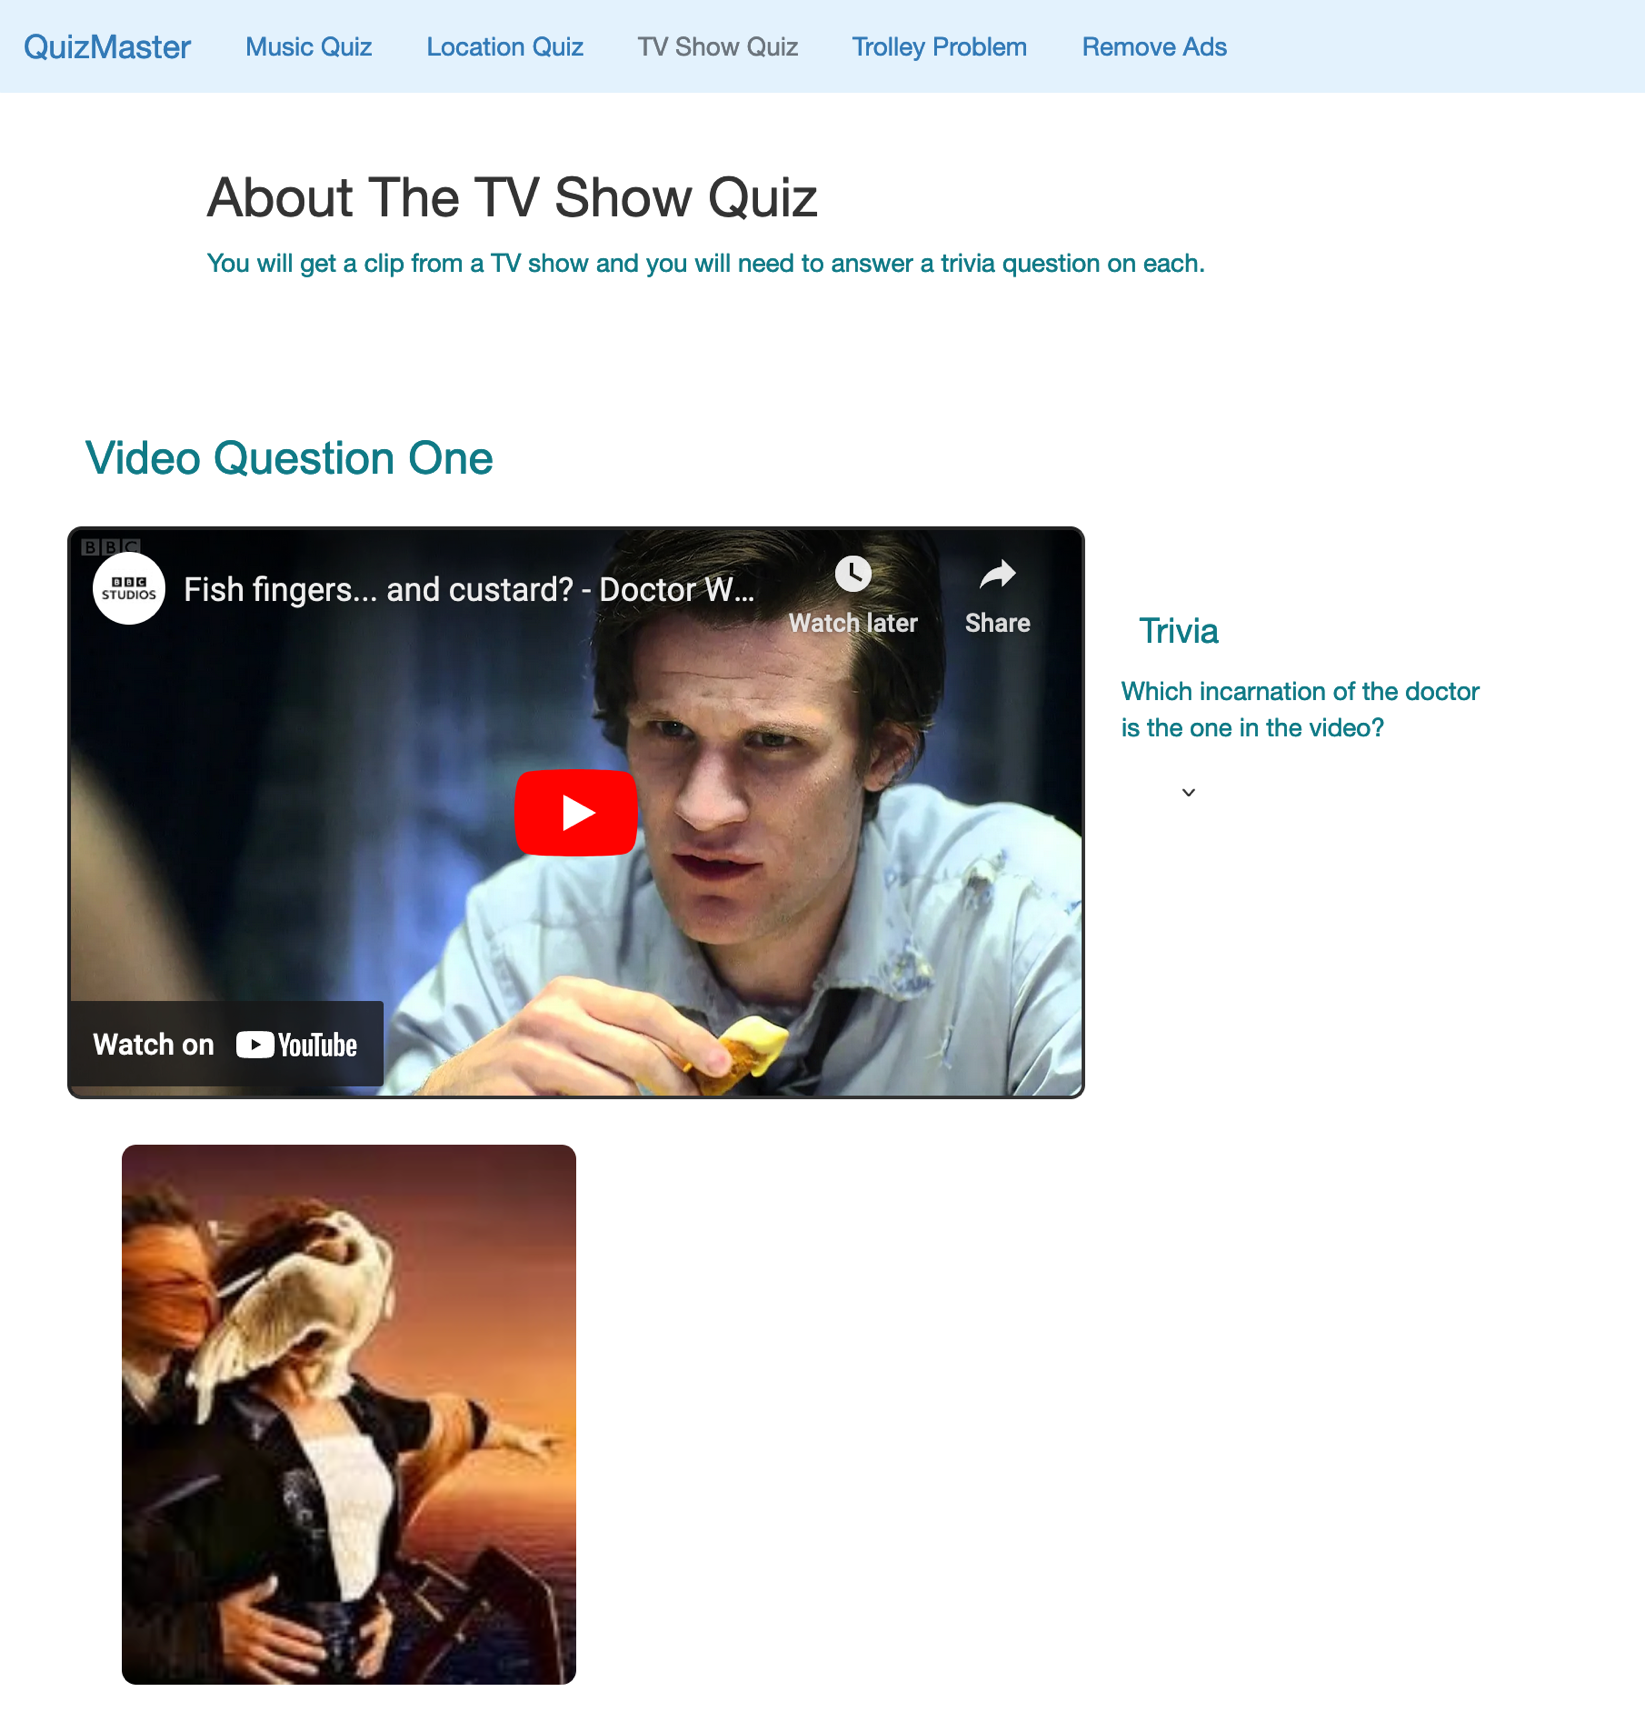 QuizMaster Music Quiz Location Quiz TV Show Quiz Trolley Problem Remove Ads
About The TV Show Quiz
You will get a clip from a TV show and you will need to answer a trivia question on each.
Video Question One
BBC
BBC
STUDIOS
Fish fingers... and custard? - Doctor W...
Watch later
Share
Watch on YouTube
Trivia
Which incarnation of the doctor
is the one in the video?